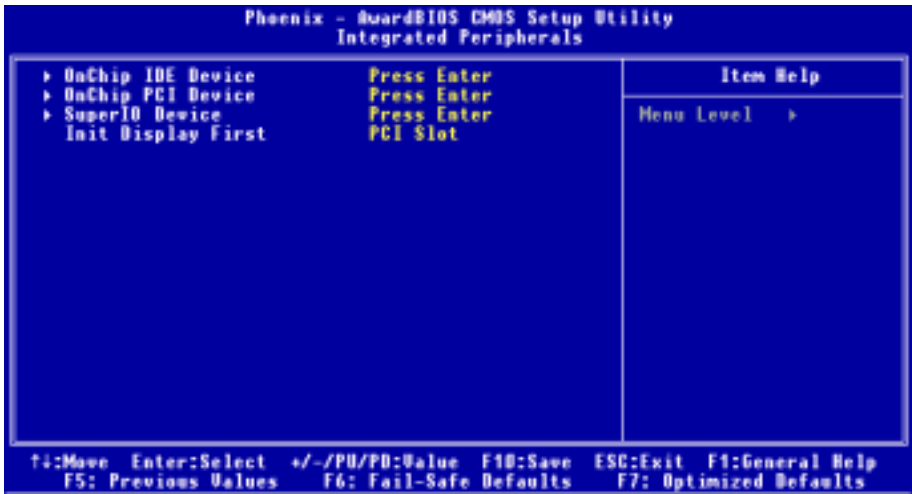 Phoenix - AwardBIOS CMOS Setup Utility
Integrated Peripherals
▸ OnChip IDE Device Press Enter
▸ OnChip PCI Device Press Enter
▸ SuperIO Device Press Enter
Init Display First PCI Slot
Item Help
Menu Level ▸
↑↓:Move Enter:Select +/-/PU/PD:Value F10:Save ESC:Exit F1:General Help
F5: Previous Values F6: Fail-Safe Defaults F7: Optimized Defaults